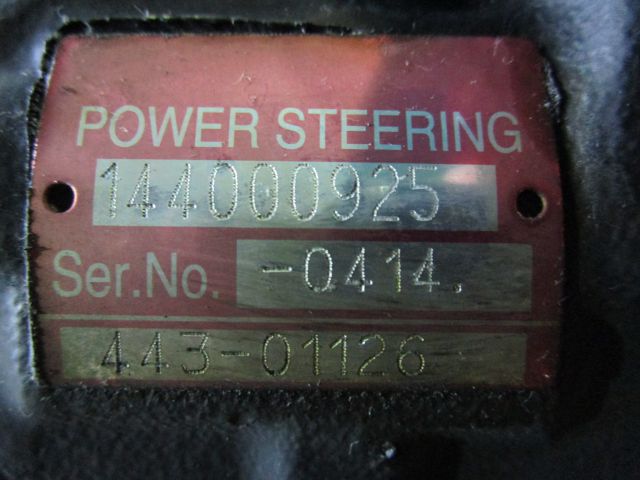 POWER STEERING
144000925
Ser.No. -0414.
443-01126